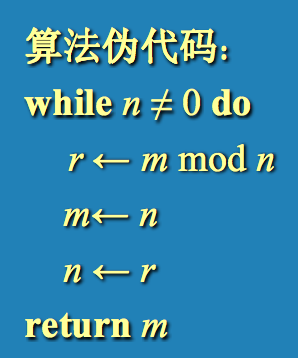 算法伪代码：
while n ≠ 0 do
r ← m mod n
m← n
n ← r
return m